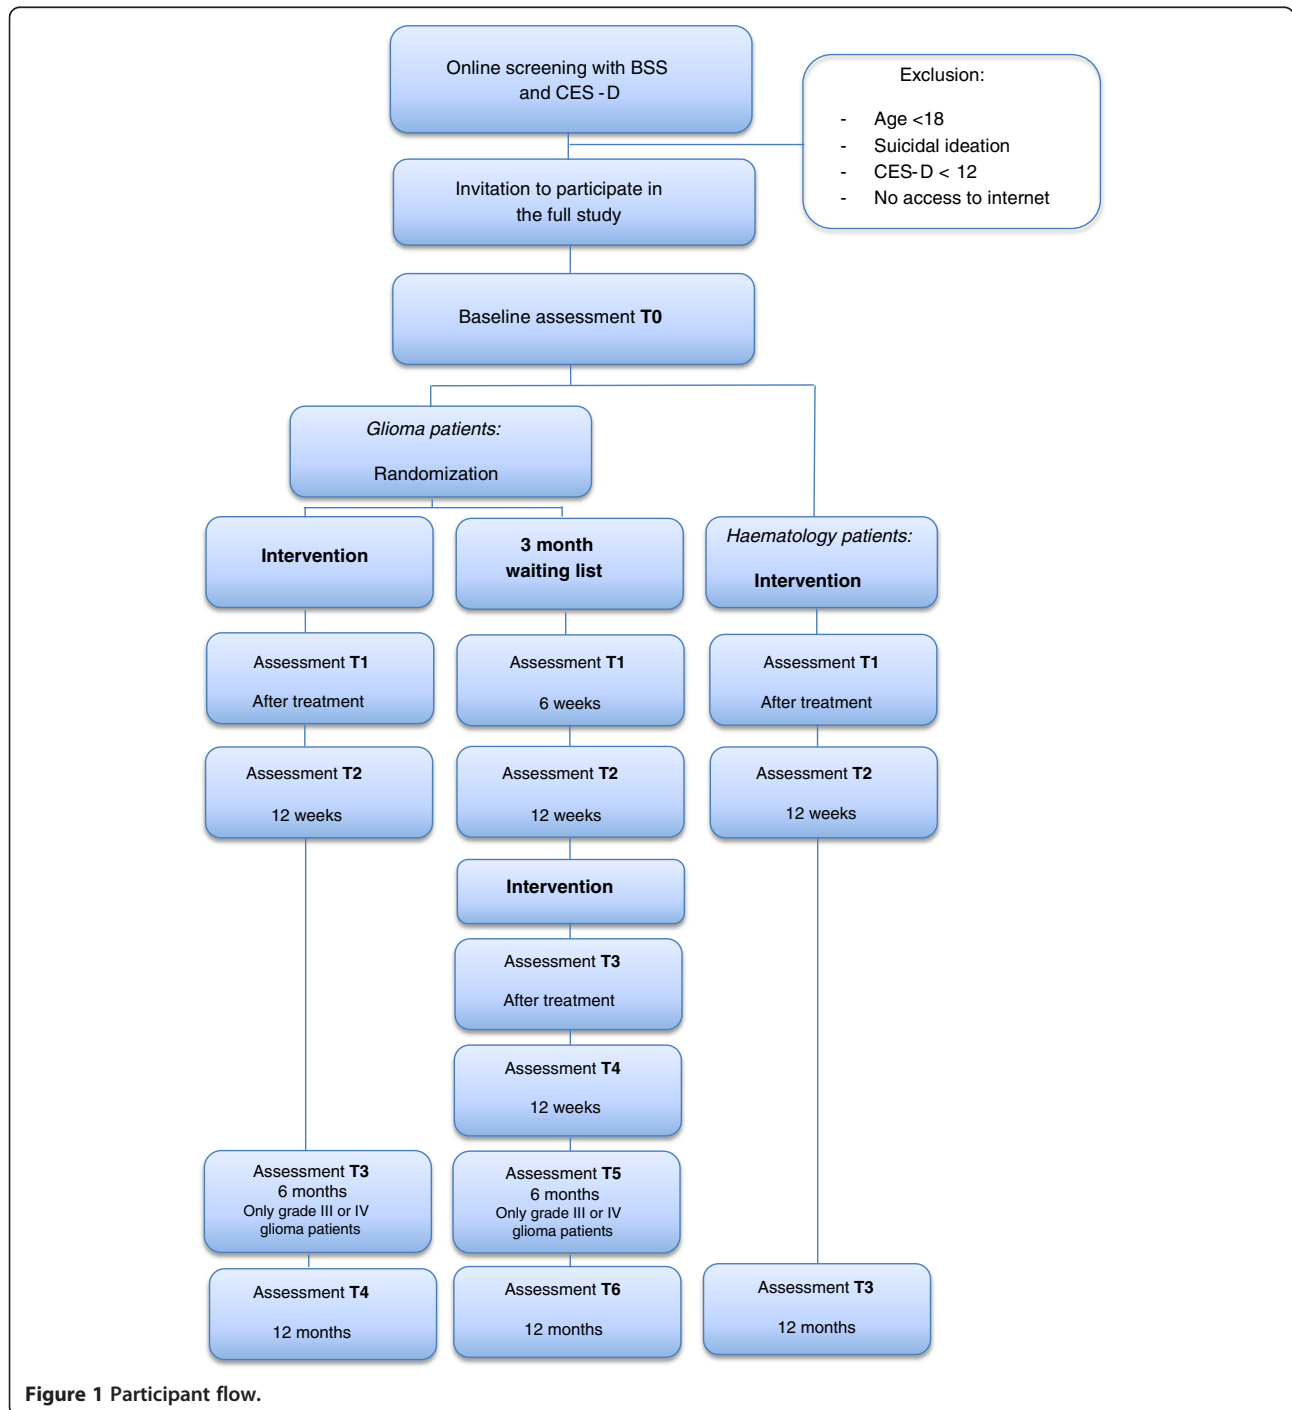 Online screening with BSS
and CES -D
Exclusion:
- Age <18
- Suicidal ideation
- CES-D < 12
- No access to internet
Invitation to participate in
the full study
Baseline assessment T0
Glioma patients:
Randomization
Intervention
3 month
waiting list
Haematology patients:
Intervention
Assessment T1
After treatment
Assessment T1
6 weeks
Assessment T1
After treatment
Assessment T2
12 weeks
Assessment T2
12 weeks
Assessment T2
12 weeks
Intervention
Assessment T3
After treatment
Assessment T4
12 weeks
Assessment T3
6 months
Only grade III or IV
glioma patients
Assessment T5
6 months
Only grade III or IV
glioma patients
Assessment T4
12 months
Assessment T6
12 months
Assessment T3
12 months
Figure 1 Participant flow.